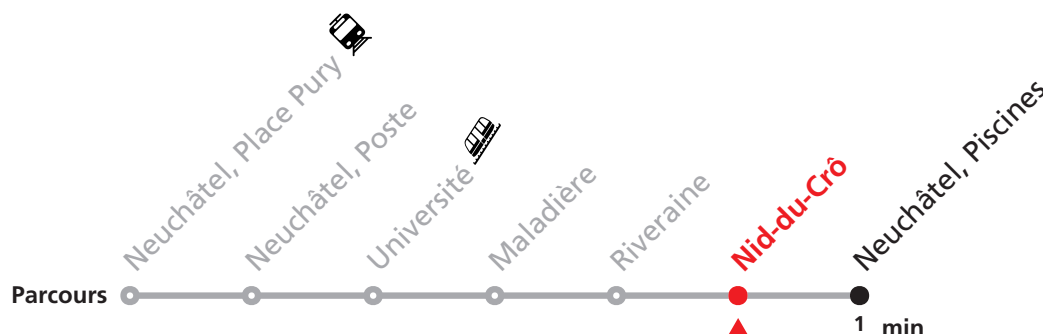 Neuchâtel, Place Pury
Neuchâtel, Poste
Université
Maladière
Riveraine
Nid-du-Crô
Neuchâtel, Piscines
Parcours
1 min